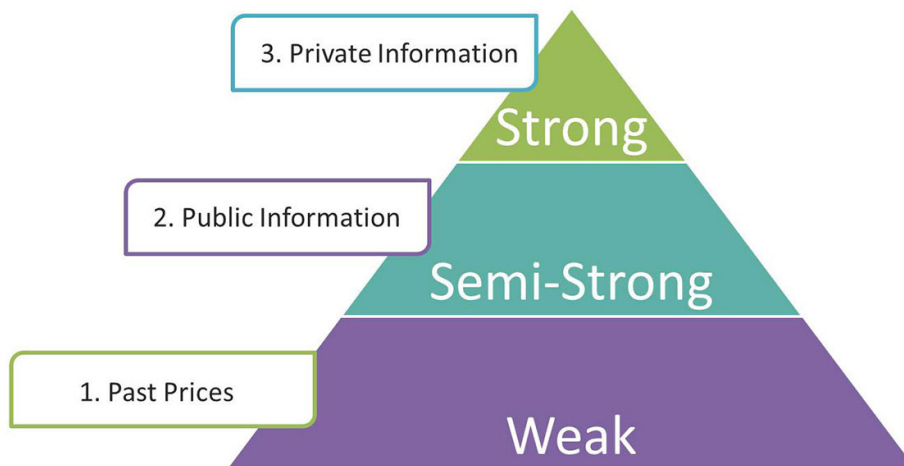 3. Private Information
Strong
2. Public Information
Semi-Strong
1. Past Prices
Weak